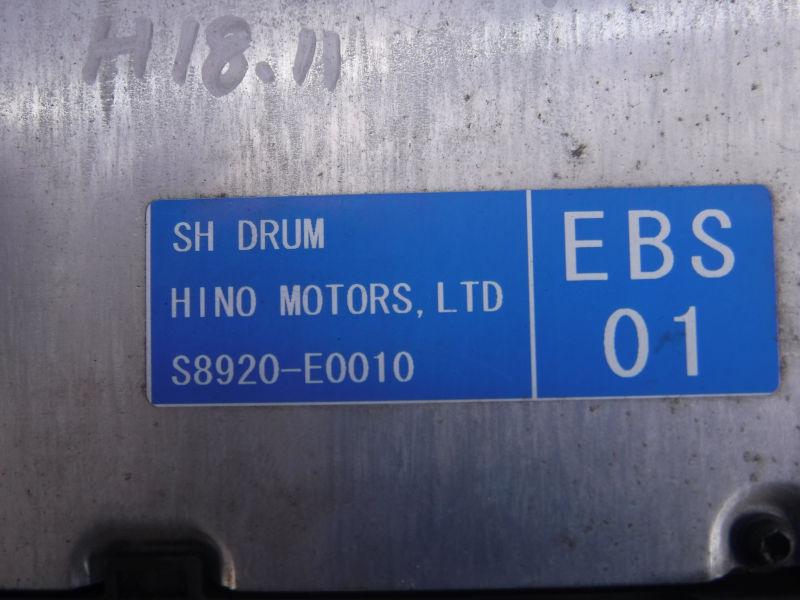 H18.11
SH DRUM
HINO MOTORS,LTD
S8920-E0010
EBS
01